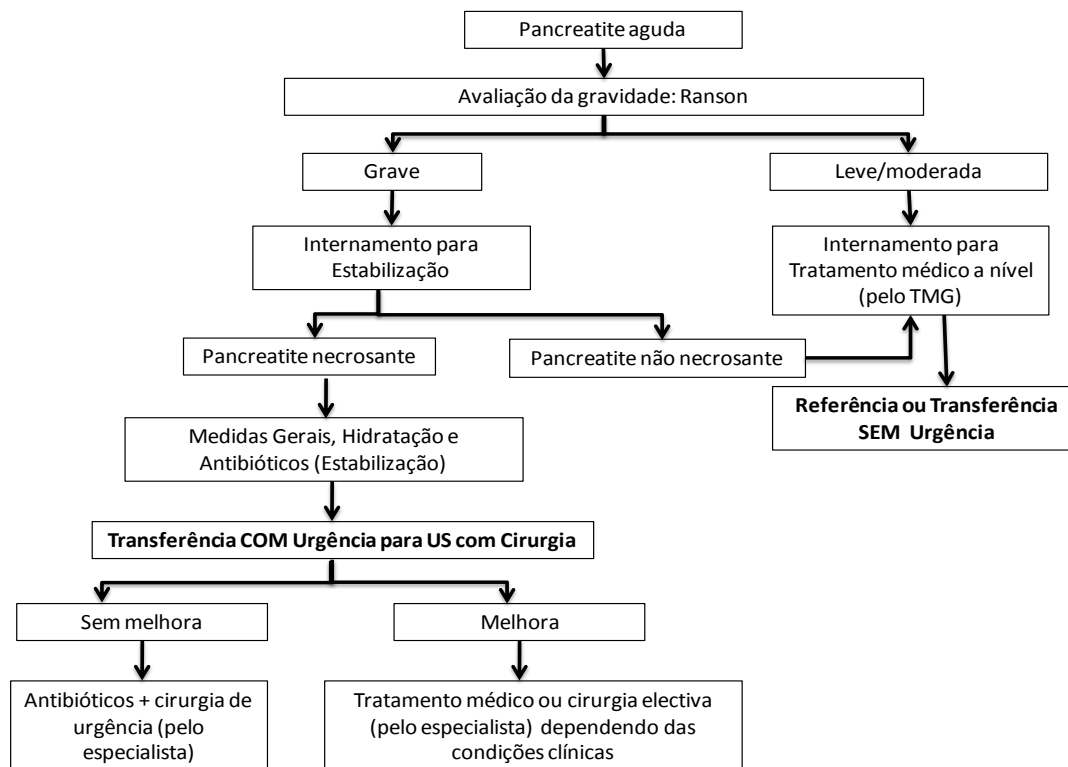 Pancreatite aguda
Avaliação da gravidade: Ranson
Grave
Leve/moderada
Internamento para
Estabilização
Internamento para
Tratamento médico a nível
(pelo TMG)
Pancreatite necrosante
Pancreatite não necrosante
Referência ou Transferência
SEM Urgência
Medidas Gerais, Hidratação e
Antibióticos (Estabilização)
Transferência COM Urgência para US com Cirurgia
Sem melhora
Melhora
Antibióticos + cirurgia de
urgência (pelo
especialista)
Tratamento médico ou cirurgia electiva
(pelo especialista) dependendo das
condições clínicas